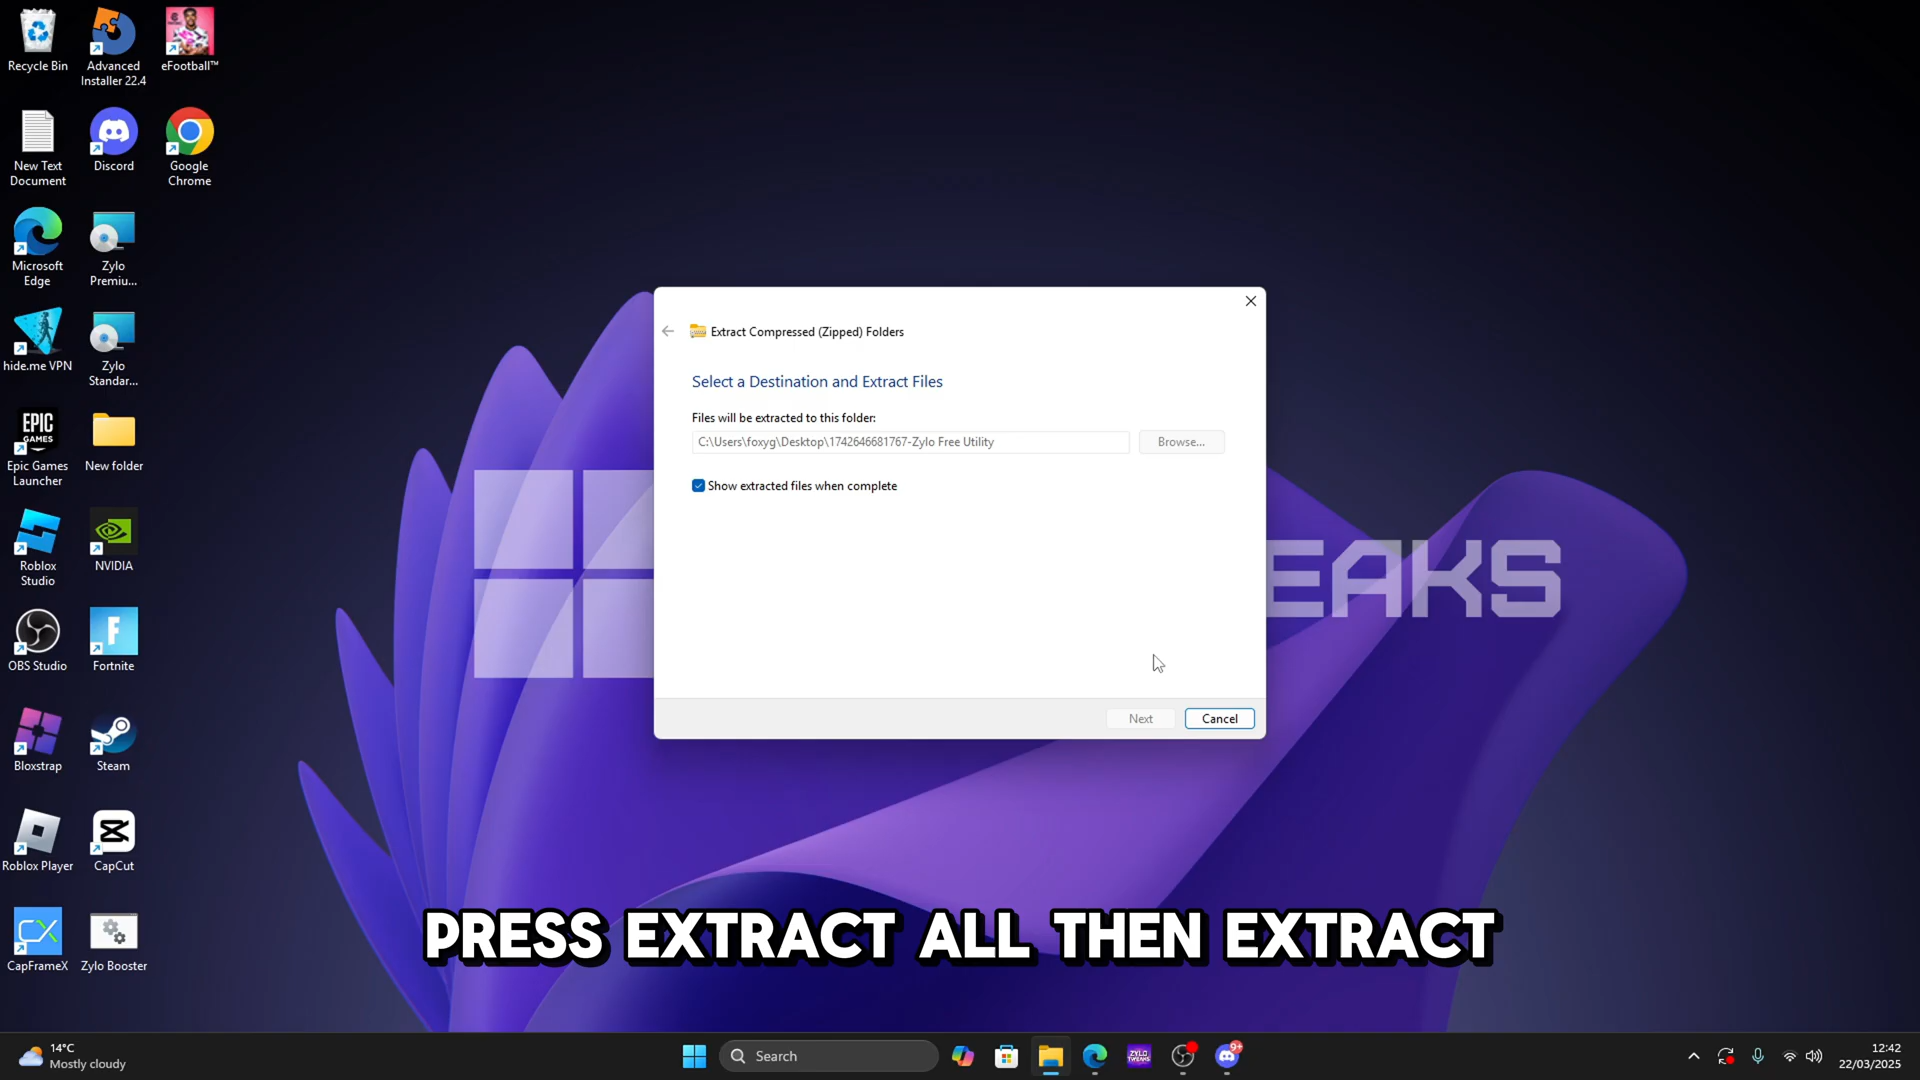 Recycle Bin
Advanced
Installer 22.4
eFootball™
New Text
Document
Discord
Google
Chrome
Microsoft
Edge
Zylo
Premiu...
hide.me VPN
Zylo
Standar...
EPIC
GAMES
Epic Games
Launcher
New folder
Roblox
Studio
NVIDIA
OBS Studio
F
Fortnite
Bloxstrap
Steam
Roblox Player
CapCut
CX
CapFrameX
Zylo Booster
Extract Compressed (Zipped) Folders
Select a Destination and Extract Files
Files will be extracted to this folder:
C:\Users\foxyg\Desktop\1742646681767-Zylo Free Utility
Browse...
Show extracted files when complete
Next
Cancel
EAKS
PRESS EXTRACT ALL THEN EXTRACT
14°C
Mostly cloudy
Search
ZYLO
TWEAKS
9+
12:42
22/03/2025